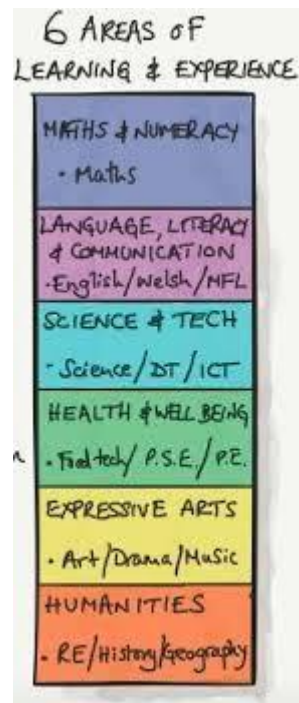 6 AREAS OF
LEARNING & EXPERIENCE
MATHS & NUMERACY
• Maths
LANGUAGE, LITERACY
& COMMUNICATION
• English/Welsh/MFL
SCIENCE & TECH
• Science/DT/ICT
HEALTH & WELL BEING
• Food tech/P.S.E./P.E.
EXPRESSIVE ARTS
• Art/Drama/Music
HUMANITIES
• RE/History/Geography